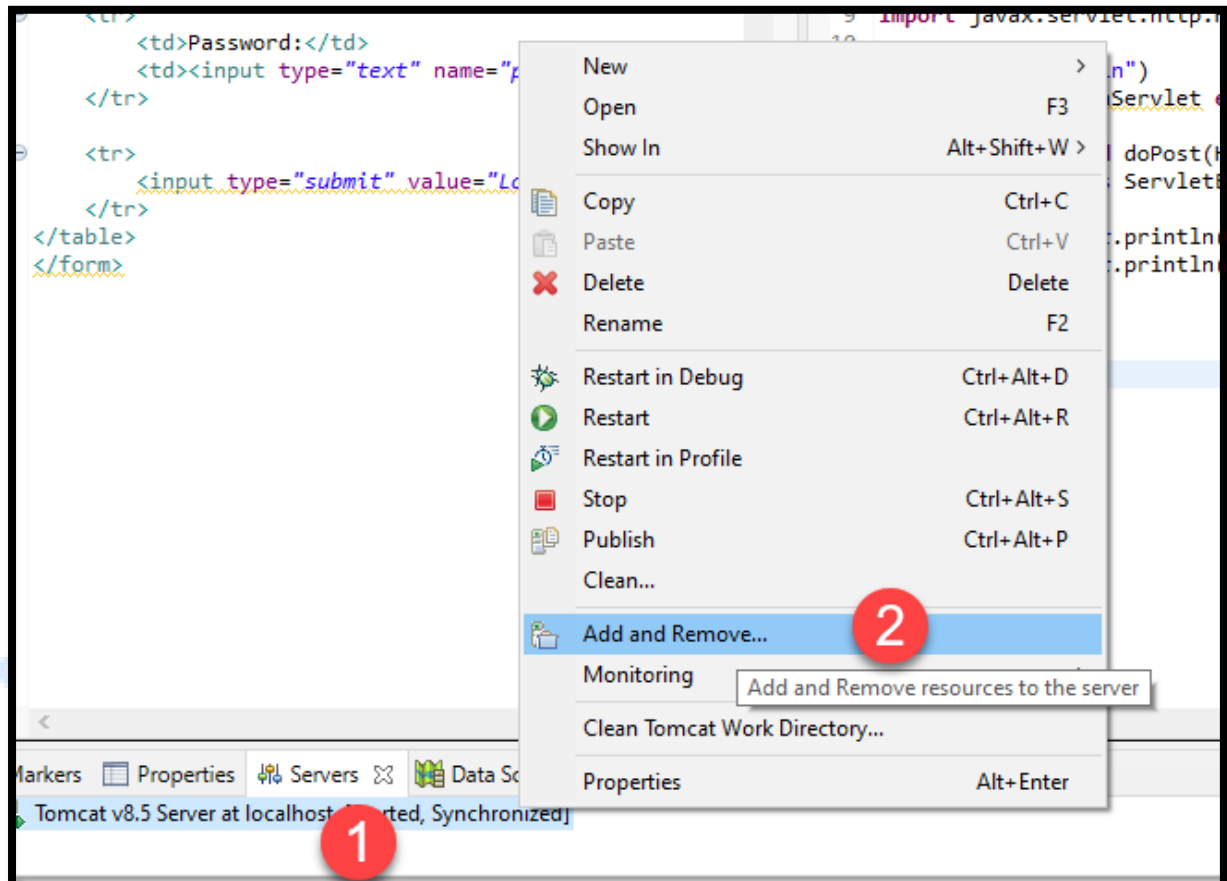 <tr>
<td>Password:</td>
<td><input type="text" name="p
</tr>
<tr>
<input type="submit" value="Lo
</tr>
</table>
</form>
9 import javax.servlet.http.
10
n")
Servlet
doPost(
ServletE
.println(
.println(
New >
Open F3
Show In Alt+Shift+W >
Copy Ctrl+C
Paste Ctrl+V
Delete Delete
Rename F2
Restart in Debug Ctrl+Alt+D
Restart Ctrl+Alt+R
Restart in Profile
Stop Ctrl+Alt+S
Publish Ctrl+Alt+P
Clean...
Add and Remove... 2
Monitoring
Add and Remove resources to the server
Clean Tomcat Work Directory...
Properties Alt+Enter
Markers Properties Servers Data So
Tomcat v8.5 Server at localhost rted, Synchronized]
1